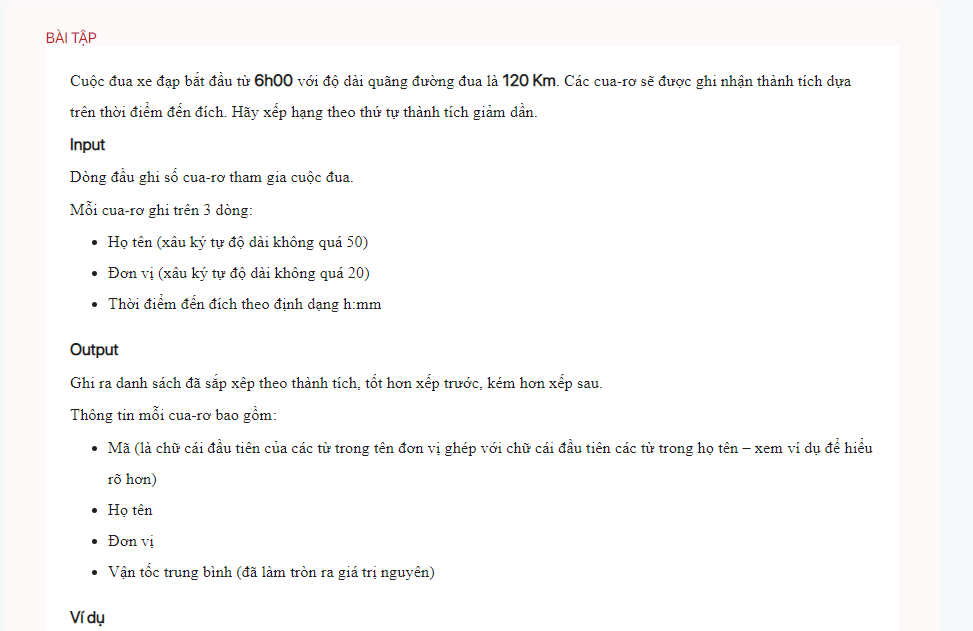 BÀI TẬP
Cuộc đua xe đạp bắt đầu từ 6h00 với độ dài quãng đường đua là 120 Km. Các cua-rơ sẽ được ghi nhận thành tích dựa
trên thời điểm đến đích. Hãy xếp hạng theo thứ tự thành tích giảm dần.
Input
Dòng đầu ghi số cua-rơ tham gia cuộc đua.
Mỗi cua-rơ ghi trên 3 dòng:
• Họ tên (xâu ký tự độ dài không quá 50)
• Đơn vị (xâu ký tự độ dài không quá 20)
• Thời điểm đến đích theo định dạng h:mm
Output
Ghi ra danh sách đã sắp xêp theo thành tích, tốt hơn xếp trước, kém hơn xếp sau.
Thông tin mỗi cua-rơ bao gồm:
• Mã (là chữ cái đầu tiên của các từ trong tên đơn vị ghép với chữ cái đầu tiên các từ trong họ tên – xem ví dụ để hiểu
rõ hơn)
• Họ tên
• Đơn vị
• Vận tốc trung bình (đã làm tròn ra giá trị nguyên)
Ví dụ